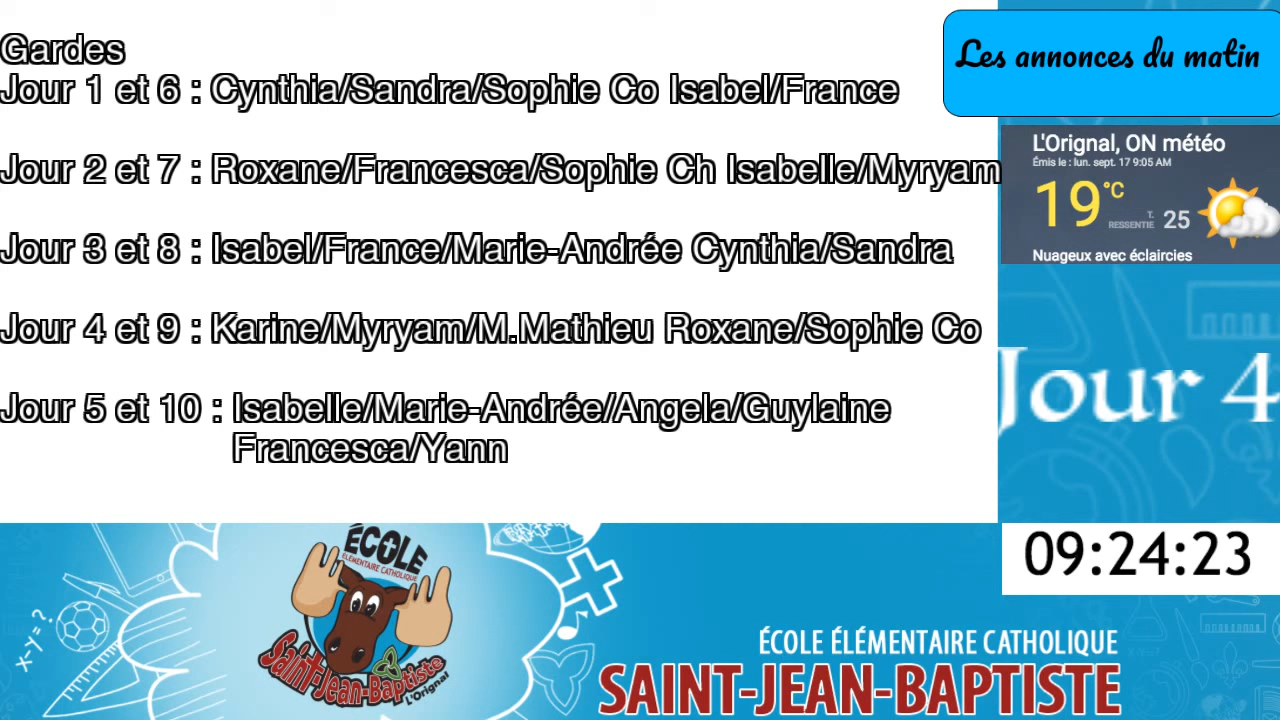 Gardes
Jour 1 et 6 : Cynthia/Sandra/Sophie Co Isabel/France
Jour 2 et 7 : Roxane/Francesca/Sophie Ch Isabelle/Myryam
Jour 3 et 8 : Isabel/France/Marie-Andrée Cynthia/Sandra
Jour 4 et 9 : Karine/Myryam/M.Mathieu Roxane/Sophie Co
Jour 5 et 10 : Isabelle/Marie-Andrée/Angela/Guylaine
Francesca/Yann
Les annonces du matin
L'Orignal, ON météo
Émis le : lun. sept. 17 9:05 AM
19°C
T. RESSENTIE 25
Nuageux avec éclaircies
Jour 4
09:24:23
ÉCOLE
ÉLÉMENTAIRE CATHOLIQUE
Saint-Jean-Baptiste
L'Orignal
x-y=?
ÉCOLE ÉLÉMENTAIRE CATHOLIQUE
SAINT-JEAN-BAPTISTE